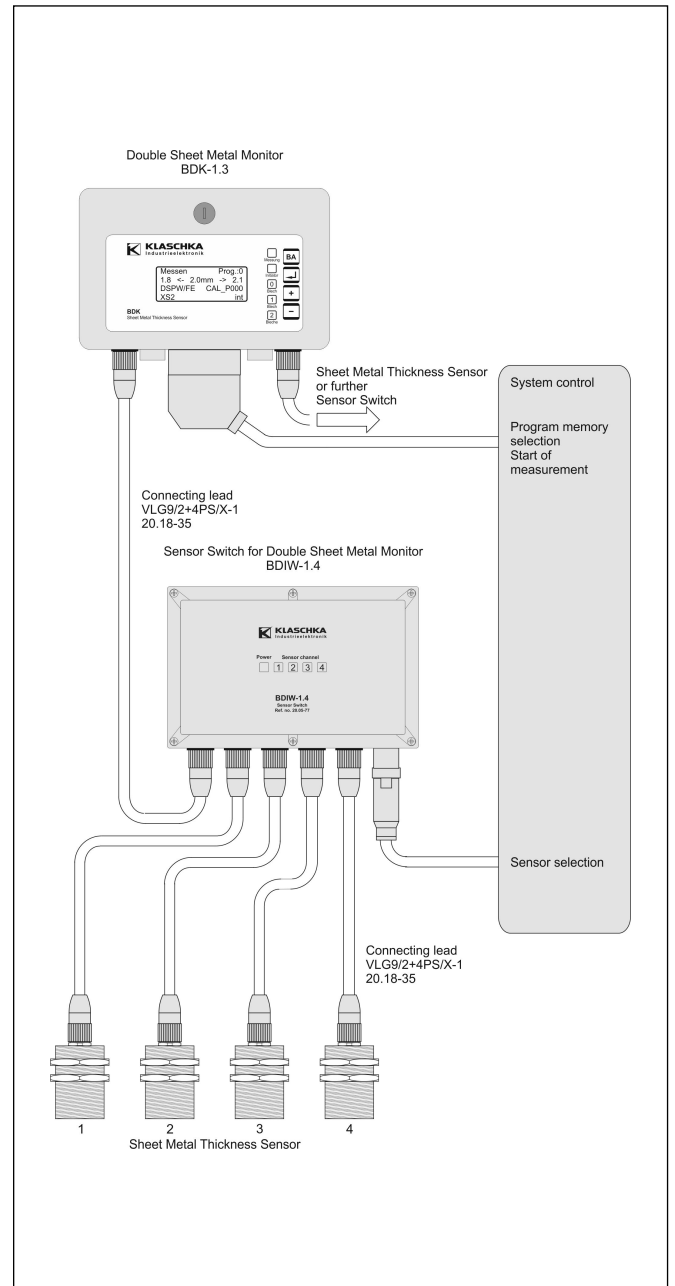 Double Sheet Metal Monitor
BDK-1.3
KLASCHKA
Industrieelektronik
Messen Prog.:0
1.8 <- 2.0mm -> 2.1
DSPW/FE CAL_P000
XS2 int
BDK
Sheet Metal Thickness Sensor
Messung
BA
Initiator
0
Blech
1
Blech
+
2
Bleche
-
Sheet Metal Thickness Sensor
or further
Sensor Switch
System control
Program memory
selection
Start of
measurement
Connecting lead
VLG9/2+4PS/X-1
20.18-35
Sensor Switch for Double Sheet Metal Monitor
BDIW-1.4
KLASCHKA
Industrieelektronik
Power Sensor channel
1 2 3 4
BDIW-1.4
Sensor Switch
Ref. no. 20.05-77
Sensor selection
Connecting lead
VLG9/2+4PS/X-1
20.18-35
1 2 3 4
Sheet Metal Thickness Sensor